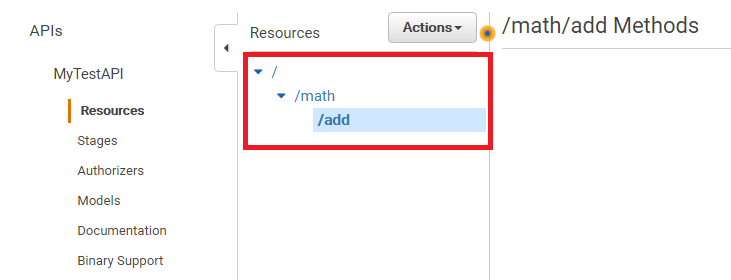 APIs
MyTestAPI
Resources
Stages
Authorizers
Models
Documentation
Binary Support
Resources
Actions
/
/math
/add
/math/add Methods